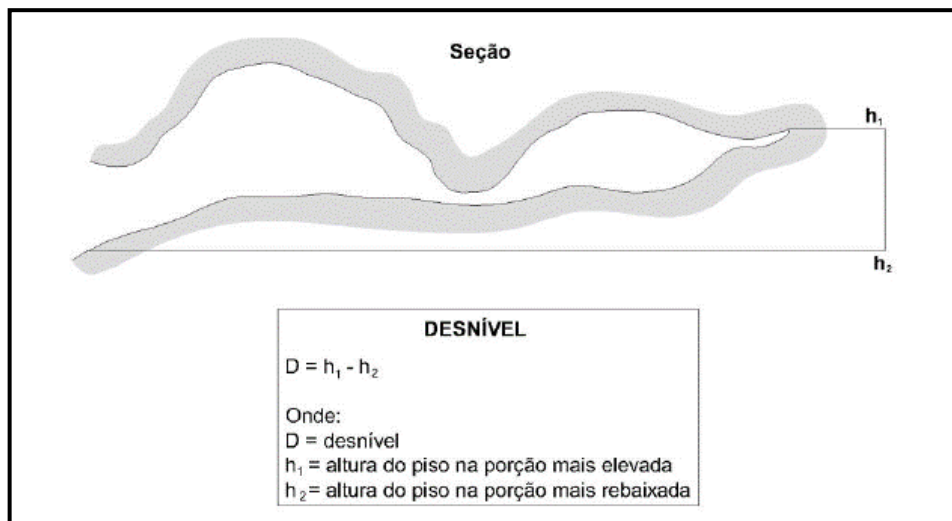 Seção
h₁
h₂
DESNÍVEL
D = h₁ - h₂
Onde:
D = desnível
h₁ = altura do piso na porção mais elevada
h₂ = altura do piso na porção mais rebaixada